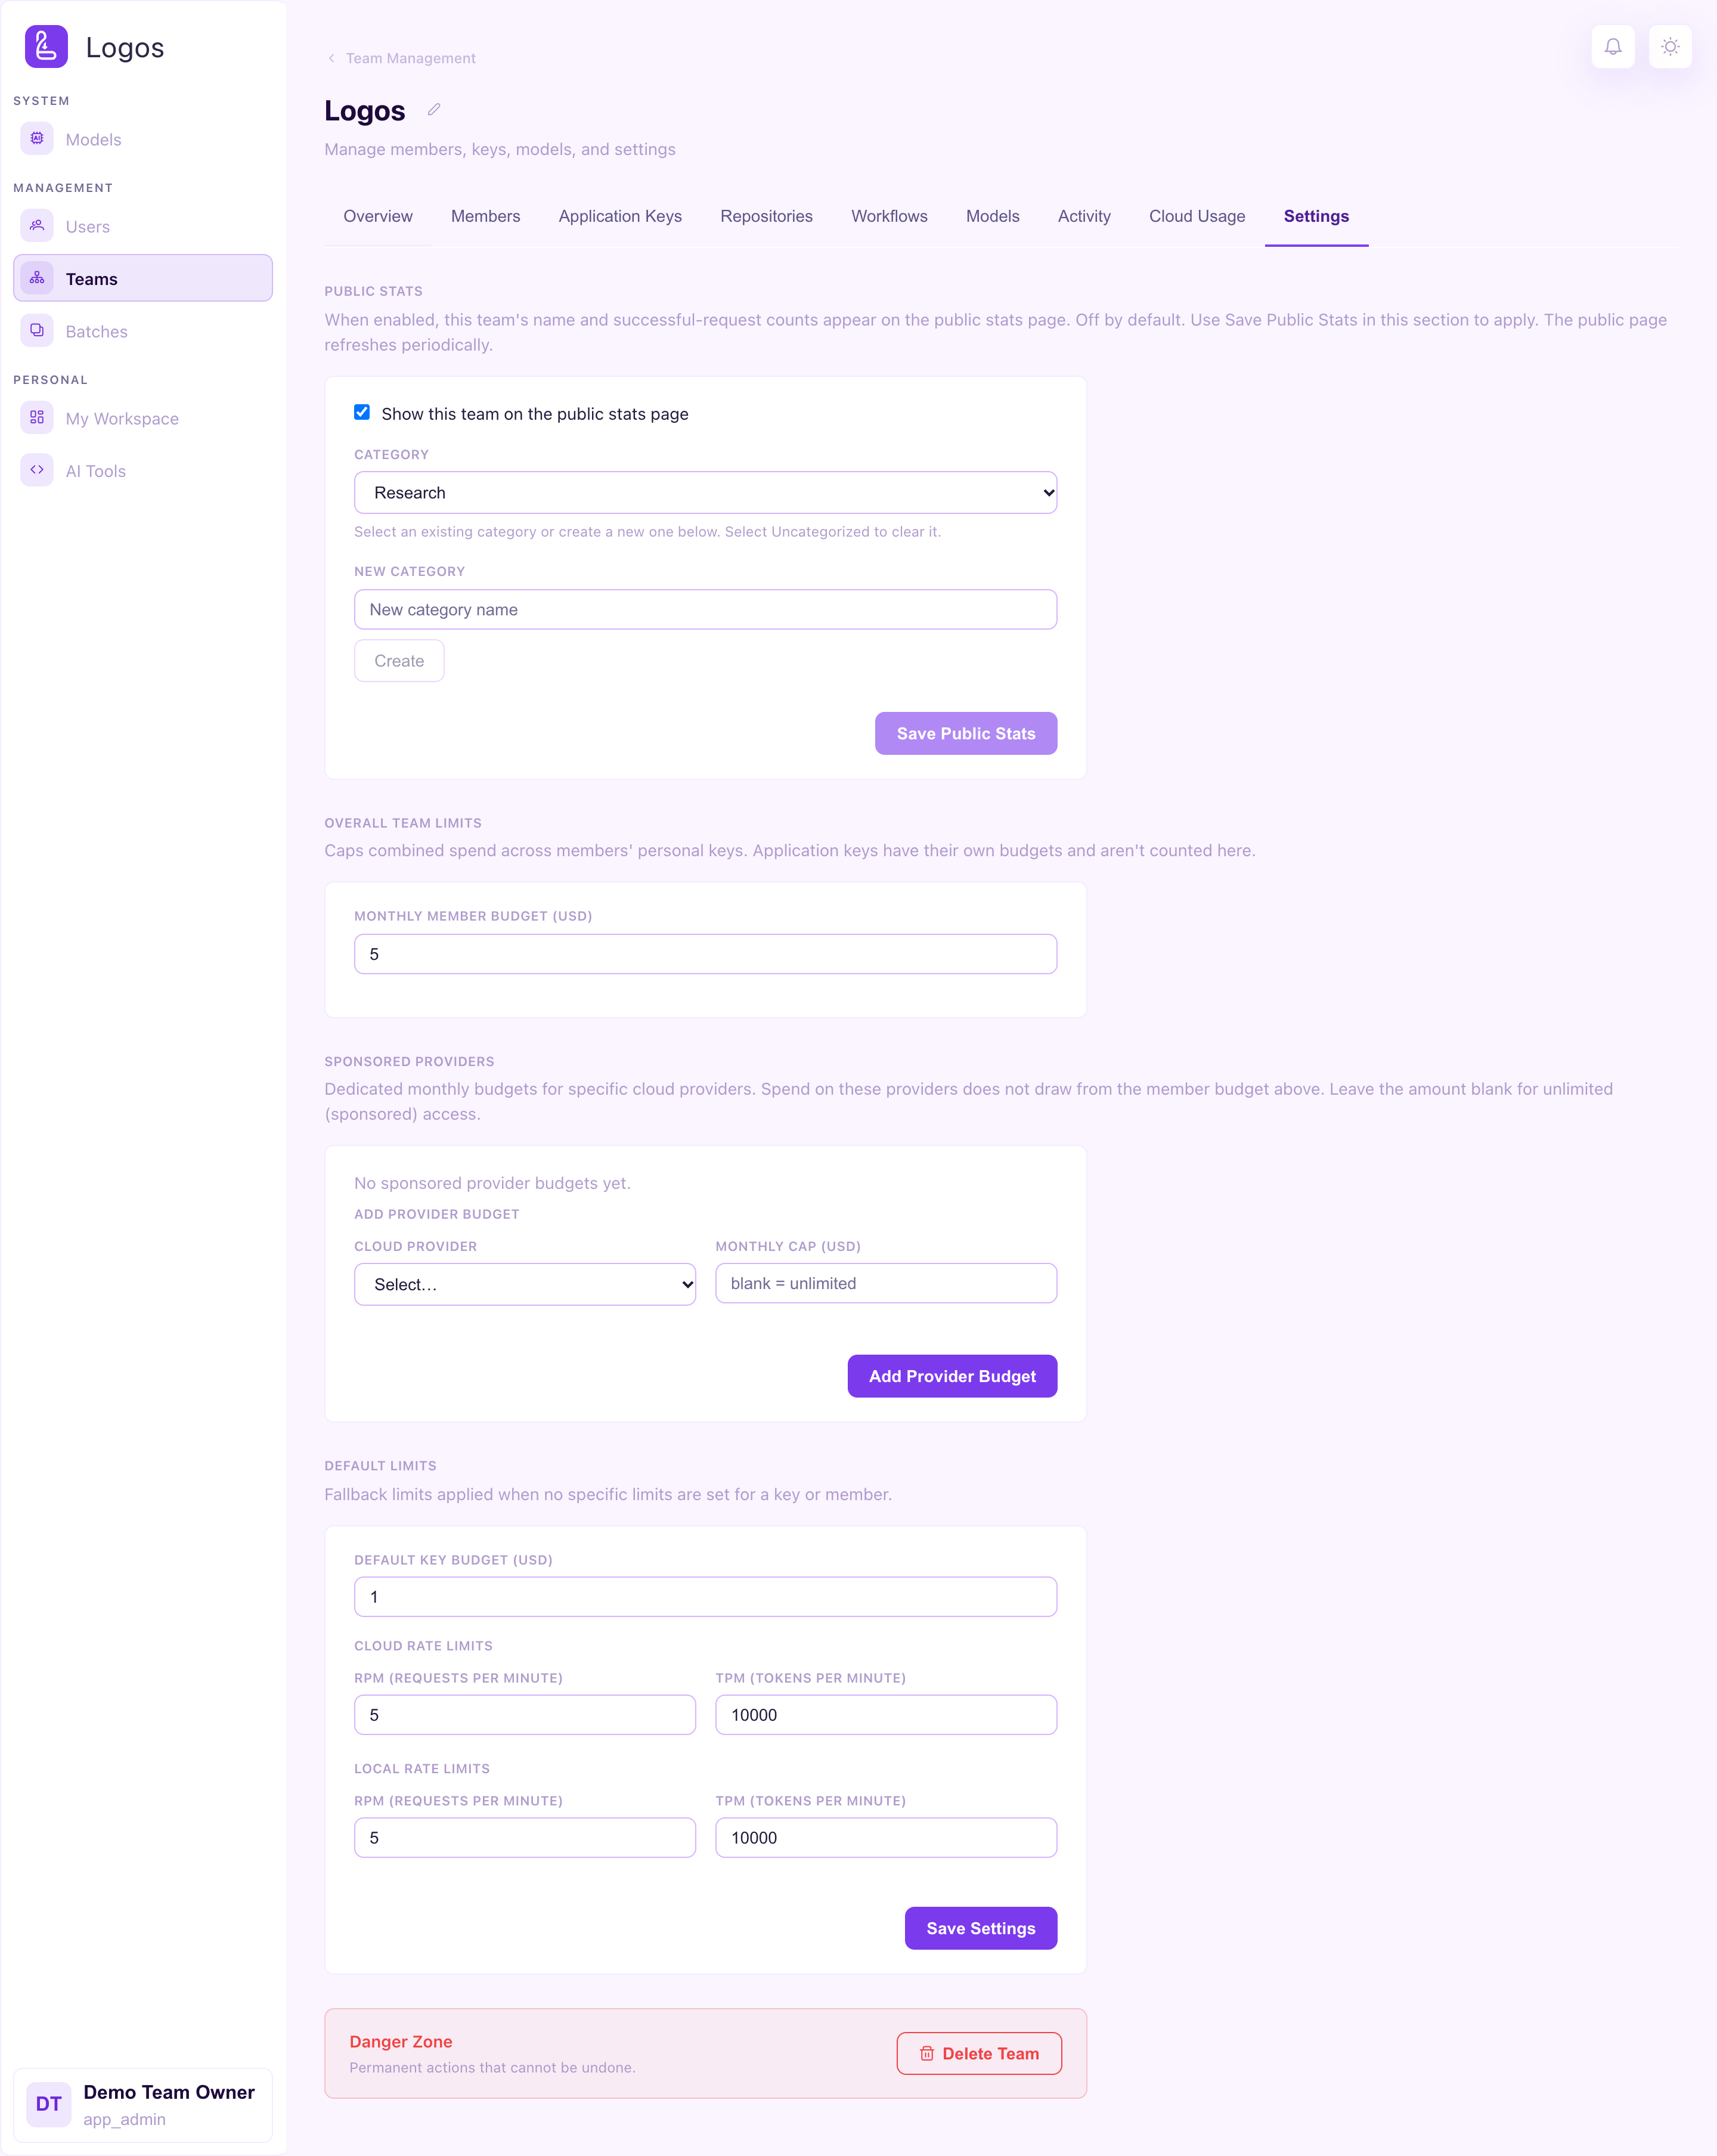 Logos
SYSTEM
Models
MANAGEMENT
Users
Teams
Batches
PERSONAL
My Workspace
AI Tools
DT
Demo Team Owner
app_admin
Team Management
Logos
Manage members, keys, models, and settings
Overview Members Application Keys Repositories Workflows Models Activity Cloud Usage Settings
PUBLIC STATS
When enabled, this team's name and successful-request counts appear on the public stats page. Off by default. Use Save Public Stats in this section to apply. The public page
refreshes periodically.
Show this team on the public stats page
CATEGORY
Research
Select an existing category or create a new one below. Select Uncategorized to clear it.
NEW CATEGORY
New category name
Create
Save Public Stats
OVERALL TEAM LIMITS
Caps combined spend across members' personal keys. Application keys have their own budgets and aren't counted here.
MONTHLY MEMBER BUDGET (USD)
5
SPONSORED PROVIDERS
Dedicated monthly budgets for specific cloud providers. Spend on these providers does not draw from the member budget above. Leave the amount blank for unlimited
(sponsored) access.
No sponsored provider budgets yet.
ADD PROVIDER BUDGET
CLOUD PROVIDER MONTHLY CAP (USD)
Select... blank = unlimited
Add Provider Budget
DEFAULT LIMITS
Fallback limits applied when no specific limits are set for a key or member.
DEFAULT KEY BUDGET (USD)
1
CLOUD RATE LIMITS
RPM (REQUESTS PER MINUTE) TPM (TOKENS PER MINUTE)
5 10000
LOCAL RATE LIMITS
RPM (REQUESTS PER MINUTE) TPM (TOKENS PER MINUTE)
5 10000
Save Settings
Danger Zone
Permanent actions that cannot be undone.
Delete Team